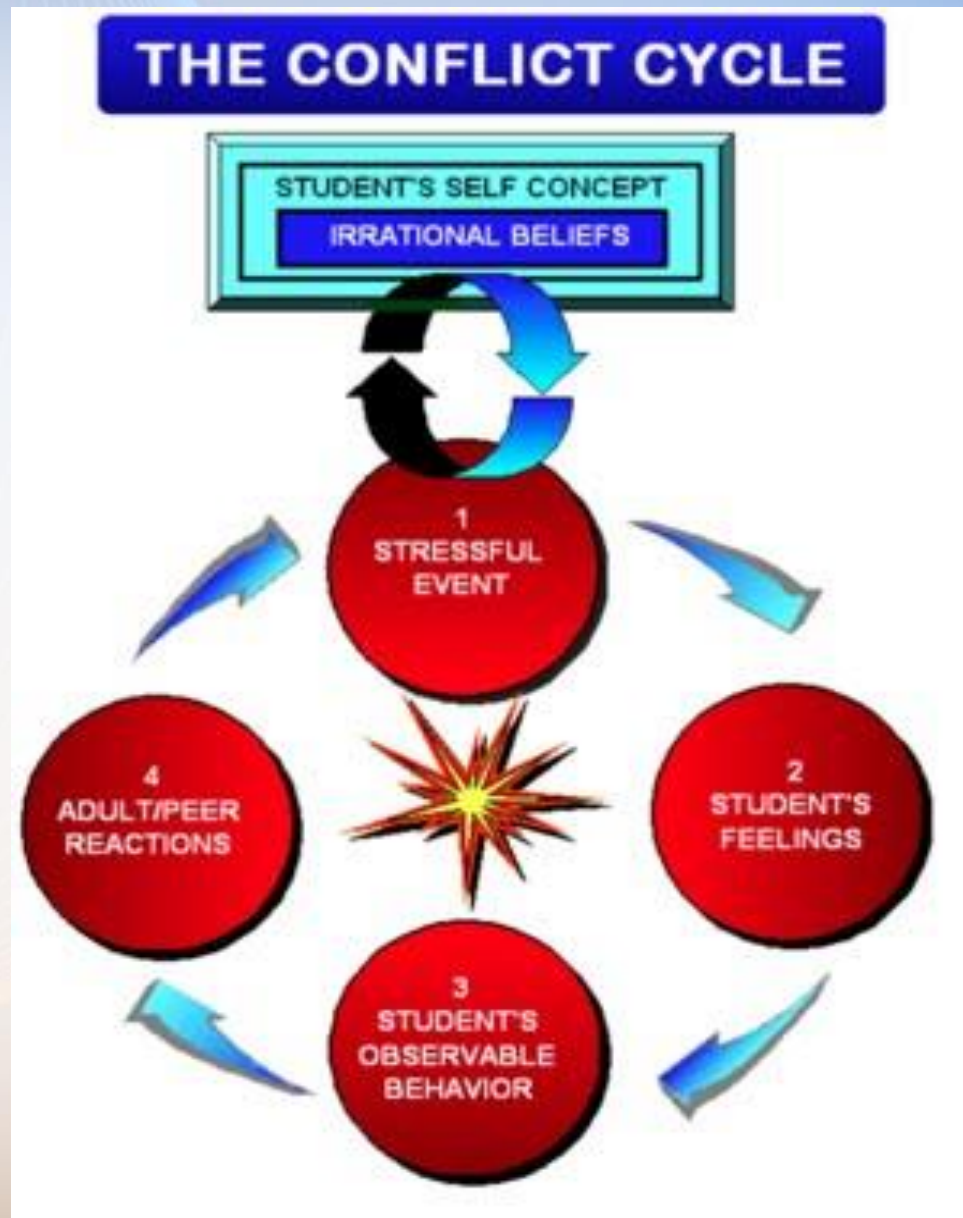 THE CONFLICT CYCLE
STUDENT'S SELF CONCEPT
IRRATIONAL BELIEFS
1
STRESSFUL
EVENT
2
STUDENT'S
FEELINGS
3
STUDENT'S
OBSERVABLE
BEHAVIOR
4
ADULT/PEER
REACTIONS